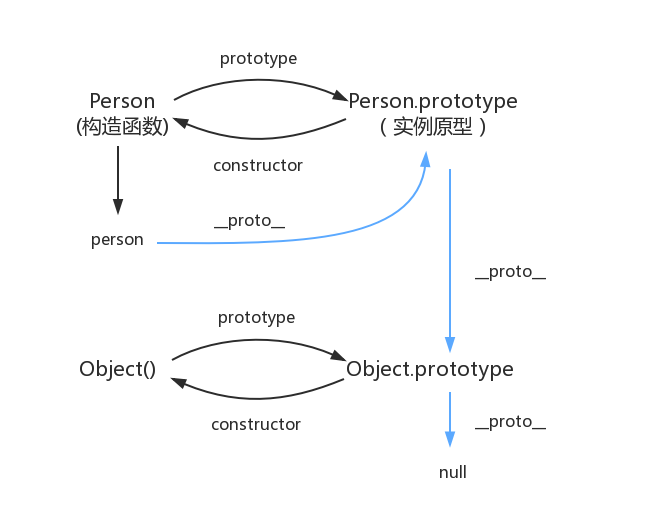 prototype
Person
(构造函数)
Person.prototype
( 实例原型 )
constructor
__proto__
person
__proto__
prototype
Object()
Object.prototype
constructor
__proto__
null